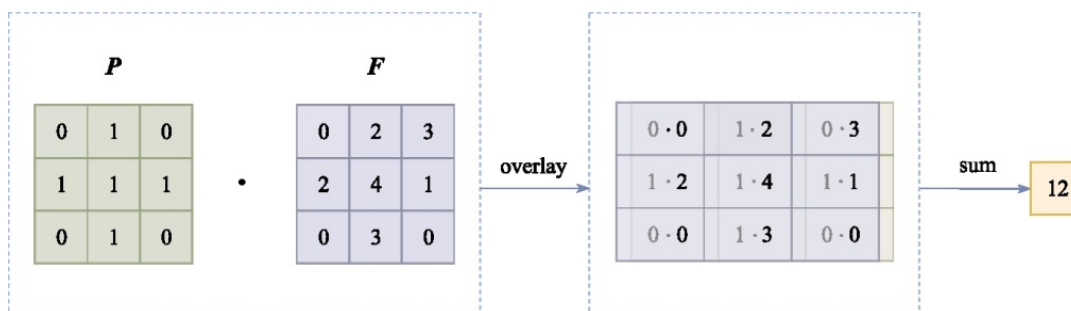 P F
0 1 0 0 2 3 0 · 0 1 · 2 0 · 3
overlay sum
1 1 1 · 2 4 1 1 · 2 1 · 4 1 · 1 12
0 1 0 0 3 0 0 · 0 1 · 3 0 · 0